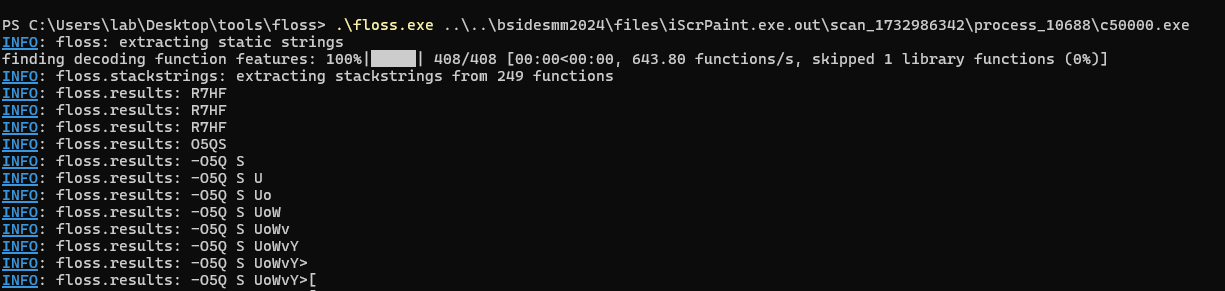 PS C:\Users\lab\Desktop\tools\floss> .\floss.exe ..\..\bsidesmm2024\files\iScrPaint.exe.out\scan_1732986342\process_10688\c50000.exe
INFO: floss: extracting static strings
finding decoding function features: 100%|█████| 408/408 [00:00<00:00, 643.80 functions/s, skipped 1 library functions (0%)]
INFO: floss.stackstrings: extracting stackstrings from 249 functions
INFO: floss.results: R7HF
INFO: floss.results: R7HF
INFO: floss.results: R7HF
INFO: floss.results: O5QS
INFO: floss.results: -O5Q S
INFO: floss.results: -O5Q S U
INFO: floss.results: -O5Q S Uo
INFO: floss.results: -O5Q S UoW
INFO: floss.results: -O5Q S UoWv
INFO: floss.results: -O5Q S UoWvY
INFO: floss.results: -O5Q S UoWvY>
INFO: floss.results: -O5Q S UoWvY>[